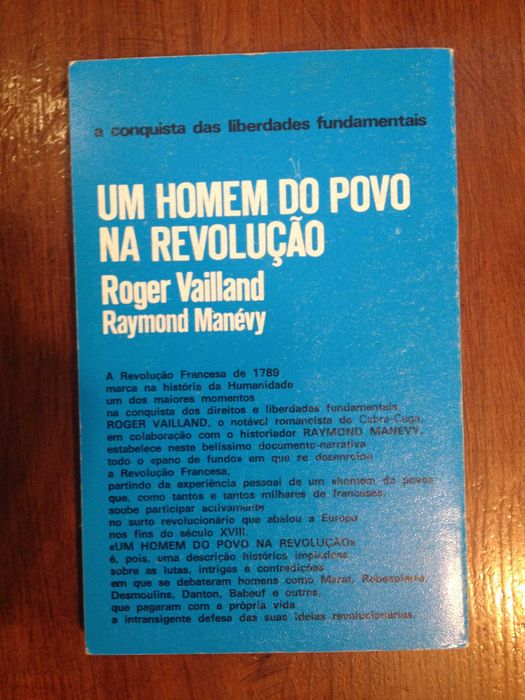 a conquista das liberdades fundamentais
UM HOMEM DO POVO
NA REVOLUÇÃO
Roger Vailland
Raymond Manévy
A Revolução Francesa de 1789
marca na história da Humanidade
um dos maiores momentos
na conquista dos direitos e liberdades fundamentais.
ROGER VAILLAND, o notável romancista do Cabra-Cega,
em colaboração com o historiador RAYMOND MANÉVY,
estabelece neste belíssimo documento-narrativa
todo o «pano de fundo» em que se desenrolou
a Revolução Francesa,
partindo da experiência pessoal de um «homem do povo»
que, como tantos e tantos milhares de franceses,
soube participar activamente
no surto revolucionário que abalou a Europa
nos fins do século XVIII.
«UM HOMEM DO POVO NA REVOLUÇÃO»
é, pois, uma descrição histórica impiedosa
sobre as lutas, intrigas e contradições
em que se debateram homens como Marat, Robespierre,
Desmoulins, Danton, Babeuf e outros,
que pagaram com a própria vida
a intransigente defesa das suas ideias revolucionárias.